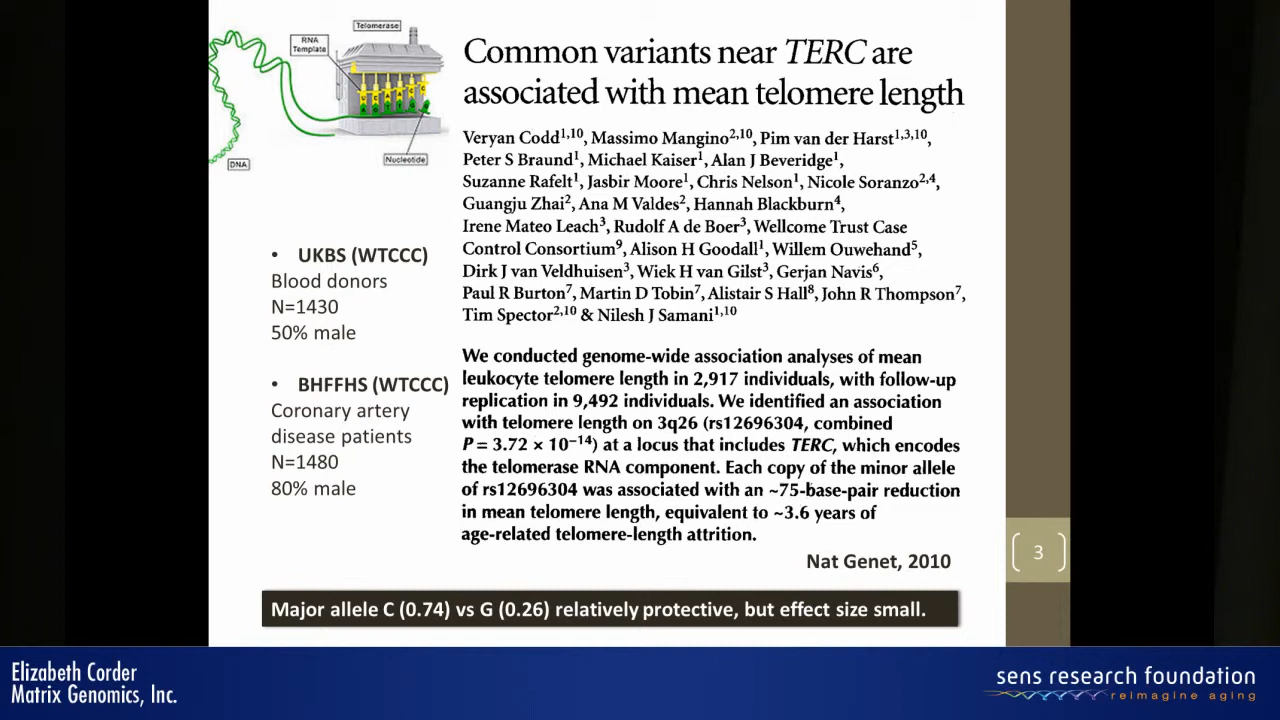 Telomerase
RNA
Template
DNA
Nucleotide
Common variants near TERC are
associated with mean telomere length
Veryan Codd1,10, Massimo Mangino2,10, Pim van der Harst1,3,10,
Peter S Braund1, Michael Kaiser1, Alan J Beveridge1,
Suzanne Rafelt1, Jasbir Moore1, Chris Nelson1, Nicole Soranzo2,4,
Guangju Zhai2, Ana M Valdes2, Hannah Blackburn4,
Irene Mateo Leach3, Rudolf A de Boer3, Wellcome Trust Case
Control Consortium9, Alison H Goodall1, Willem Ouwehand5,
Dirk J van Veldhuisen3, Wiek H van Gilst3, Gerjan Navis6,
Paul R Burton7, Martin D Tobin7, Alistair S Hall8, John R Thompson7,
Tim Spector2,10 & Nilesh J Samani1,10
• UKBS (WTCCC)
Blood donors
N=1430
50% male
• BHFFHS (WTCCC)
Coronary artery
disease patients
N=1480
80% male
We conducted genome-wide association analyses of mean
leukocyte telomere length in 2,917 individuals, with follow-up
replication in 9,492 individuals. We identified an association
with telomere length on 3q26 (rs12696304, combined
P = 3.72 × 10−14) at a locus that includes TERC, which encodes
the telomerase RNA component. Each copy of the minor allele
of rs12696304 was associated with an ~75-base-pair reduction
in mean telomere length, equivalent to ~3.6 years of
age-related telomere-length attrition.
Nat Genet, 2010
3
Major allele C (0.74) vs G (0.26) relatively protective, but effect size small.
Elizabeth Corder
Matrix Genomics, Inc.
sens research foundation
reimagine aging